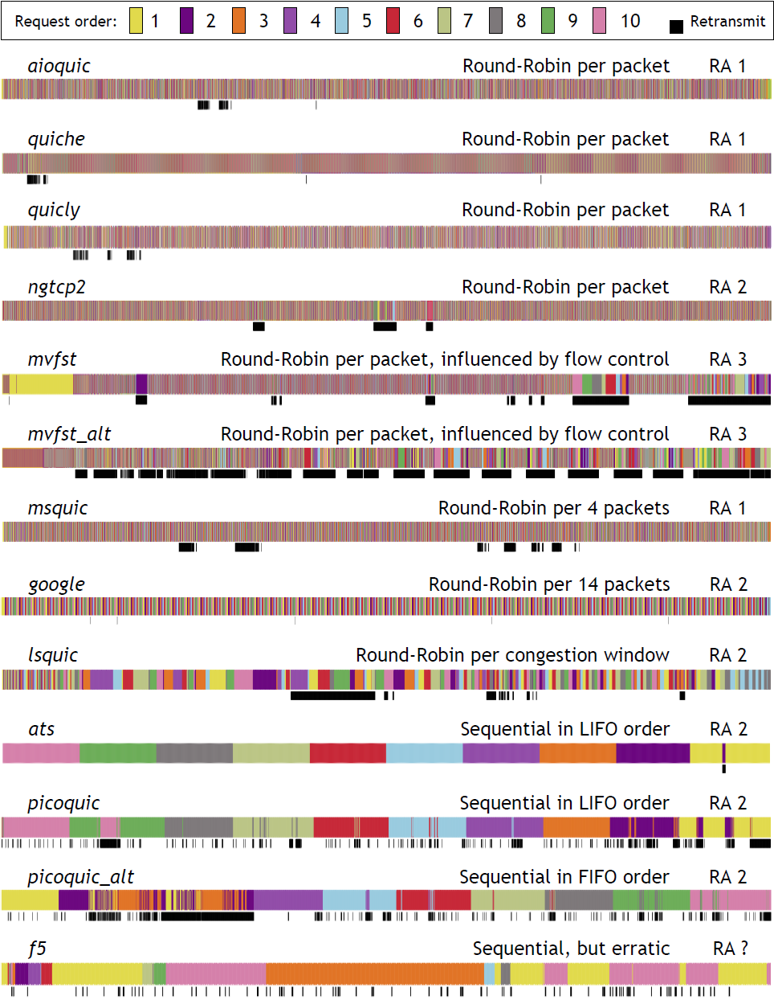 Request order: 1 2 3 4 5 6 7 8 9 10 Retransmit
aioquic Round-Robin per packet RA 1
quiche Round-Robin per packet RA 1
quicly Round-Robin per packet RA 1
ngtcp2 Round-Robin per packet RA 2
mvfst Round-Robin per packet, influenced by flow control RA 3
mvfst_alt Round-Robin per packet, influenced by flow control RA 3
msquic Round-Robin per 4 packets RA 1
google Round-Robin per 14 packets RA 2
lsquic Round-Robin per congestion window RA 2
ats Sequential in LIFO order RA 2
picoquic Sequential in LIFO order RA 2
picoquic_alt Sequential in FIFO order RA 2
f5 Sequential, but erratic RA ?